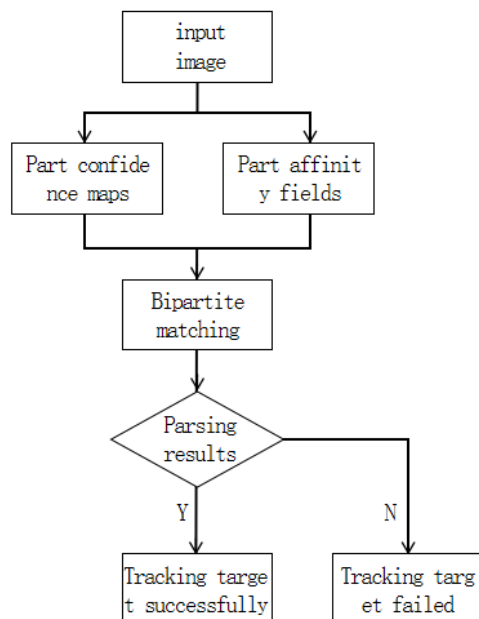 input
image
Part confide
nce maps
Part affinit
y fields
Bipartite
matching
Parsing
results
Y
N
Tracking targe
t successfully
Tracking targ
et failed